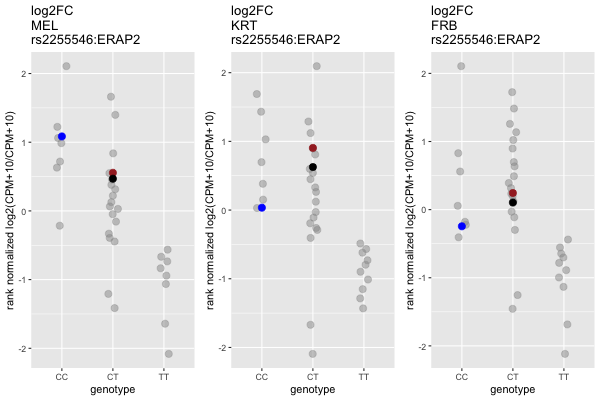 log2FC
MEL
rs2255546:ERAP2
rank normalized log2(CPM+10/CPM+10)
2
1
0
-1
-2
CC
CT
TT
genotype
log2FC
KRT
rs2255546:ERAP2
rank normalized log2(CPM+10/CPM+10)
2
1
0
-1
-2
CC
CT
TT
genotype
log2FC
FRB
rs2255546:ERAP2
rank normalized log2(CPM+10/CPM+10)
2
1
0
-1
-2
CC
CT
TT
genotype